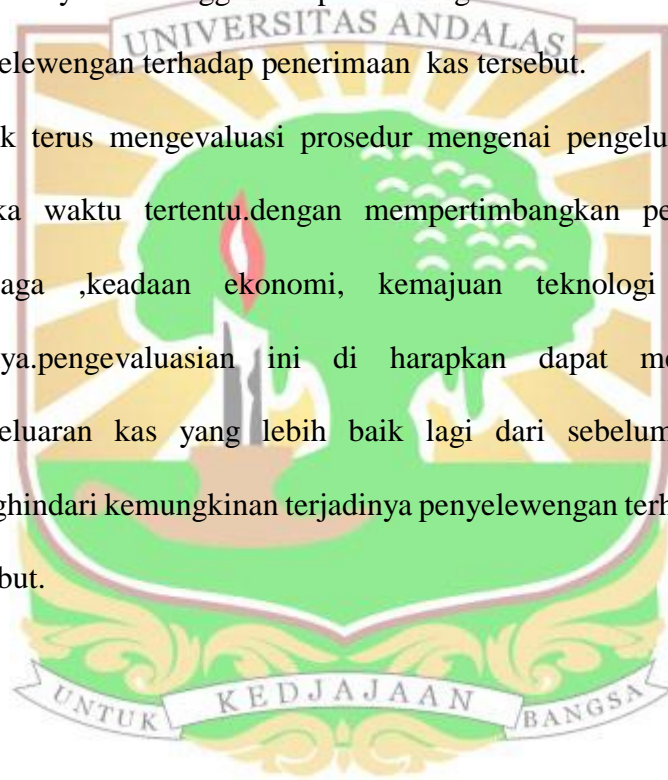 UNIVERSITAS ANDALAS
elewengan terhadap penerimaan kas tersebut.
k terus mengevaluasi prosedur mengenai pengelu
ka waktu tertentu.dengan mempertimbangkan pe
aga ,keadaan ekonomi, kemajuan teknologi
ya.pengevaluasian ini di harapkan dapat me
eluaran kas yang lebih baik lagi dari sebelum
ghindari kemungkinan terjadinya penyelewengan terh
but.
UNTUK KEDJAJAAN BANGSA